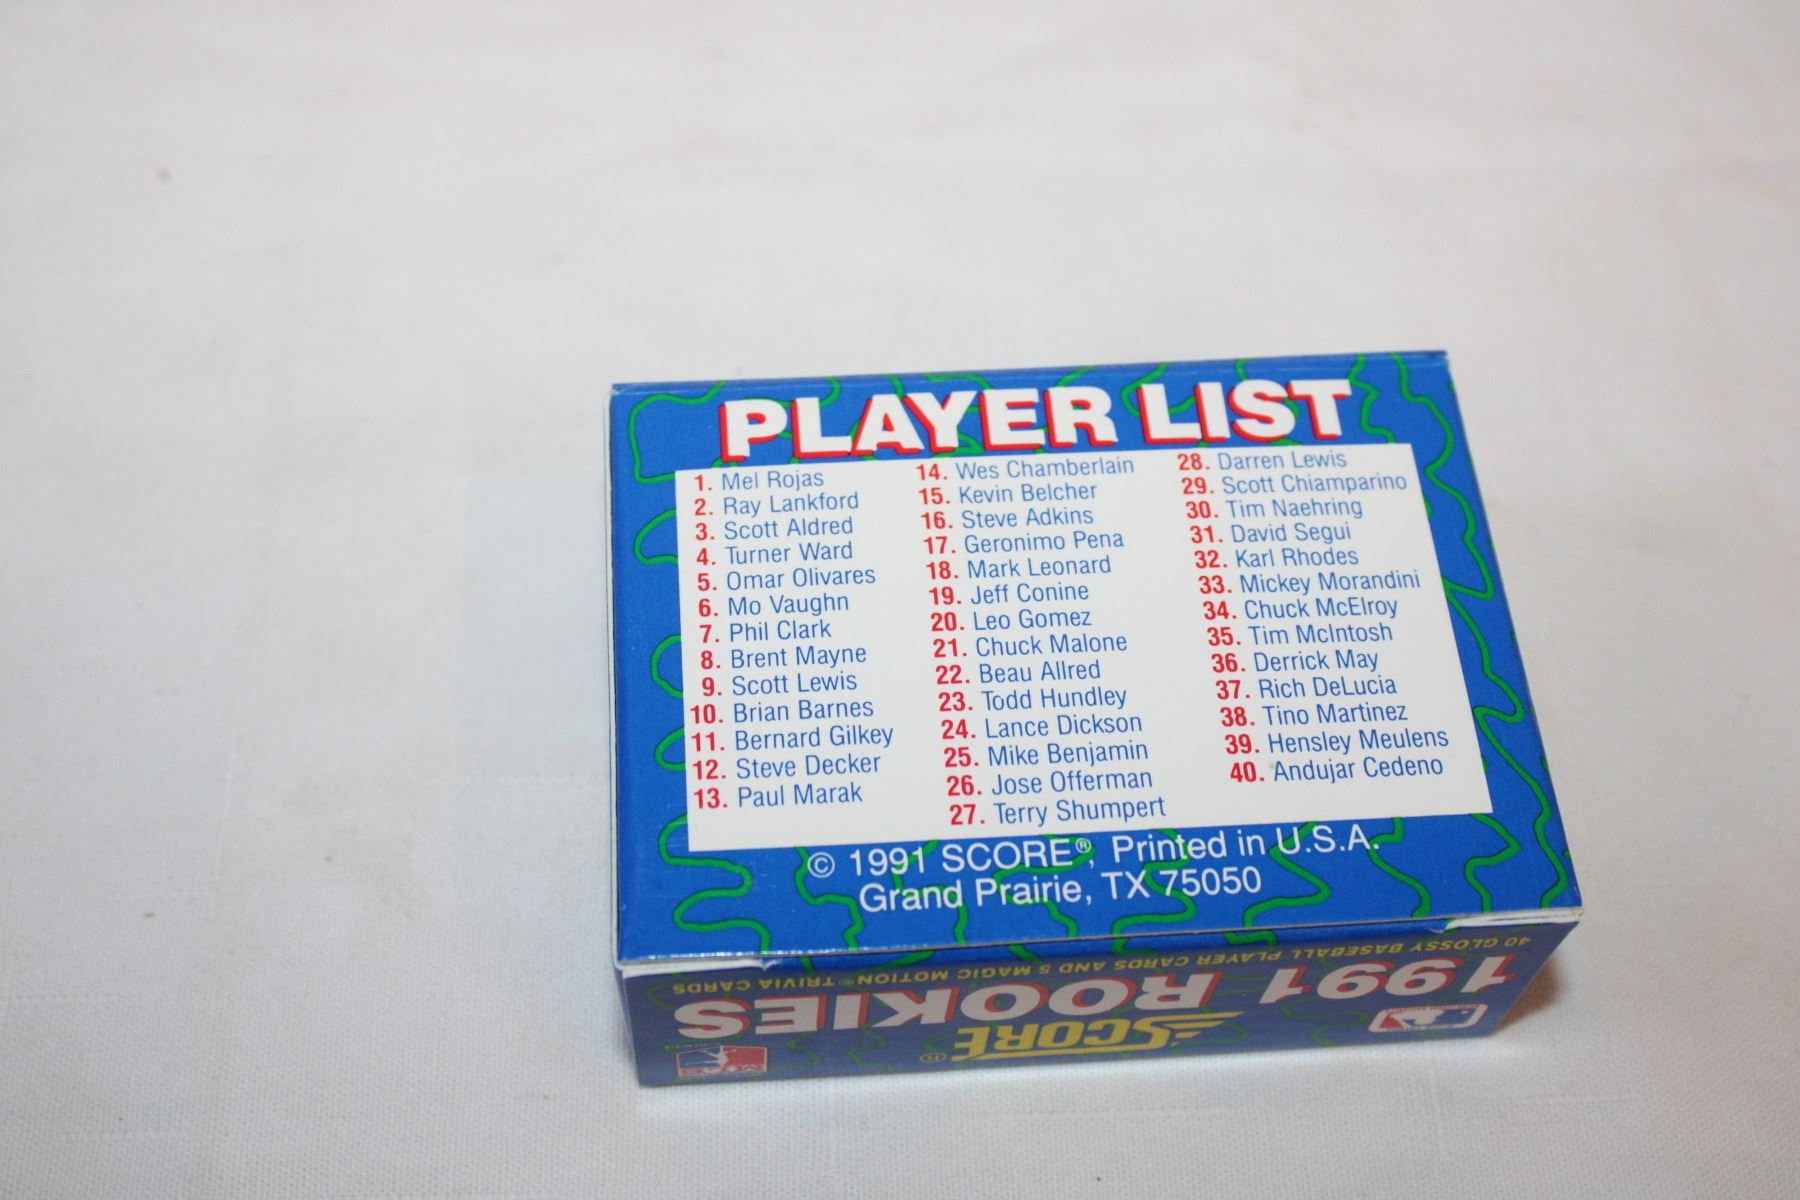 PLAYER LIST
1. Mel Rojas
2. Ray Lankford
3. Scott Aldred
4. Turner Ward
5. Omar Olivares
6. Mo Vaughn
7. Phil Clark
8. Brent Mayne
9. Scott Lewis
10. Brian Barnes
11. Bernard Gilkey
12. Steve Decker
13. Paul Marak
14. Wes Chamberlain
15. Kevin Belcher
16. Steve Adkins
17. Geronimo Pena
18. Mark Leonard
19. Jeff Conine
20. Leo Gomez
21. Chuck Malone
22. Beau Allred
23. Todd Hundley
24. Lance Dickson
25. Mike Benjamin
26. Jose Offerman
27. Terry Shumpert
28. Darren Lewis
29. Scott Chiamparino
30. Tim Naehring
31. David Segui
32. Karl Rhodes
33. Mickey Morandini
34. Chuck McElroy
35. Tim McIntosh
36. Derrick May
37. Rich DeLucia
38. Tino Martinez
39. Hensley Meulens
40. Andujar Cedeno
© 1991 SCORE®, Printed in U.S.A.
Grand Prairie, TX 75050
SCORE®
1991 ROOKIES
40 GLOSSY BASEBALL PLAYER CARDS AND 5 MAGIC MOTION® TRIVIA CARDS